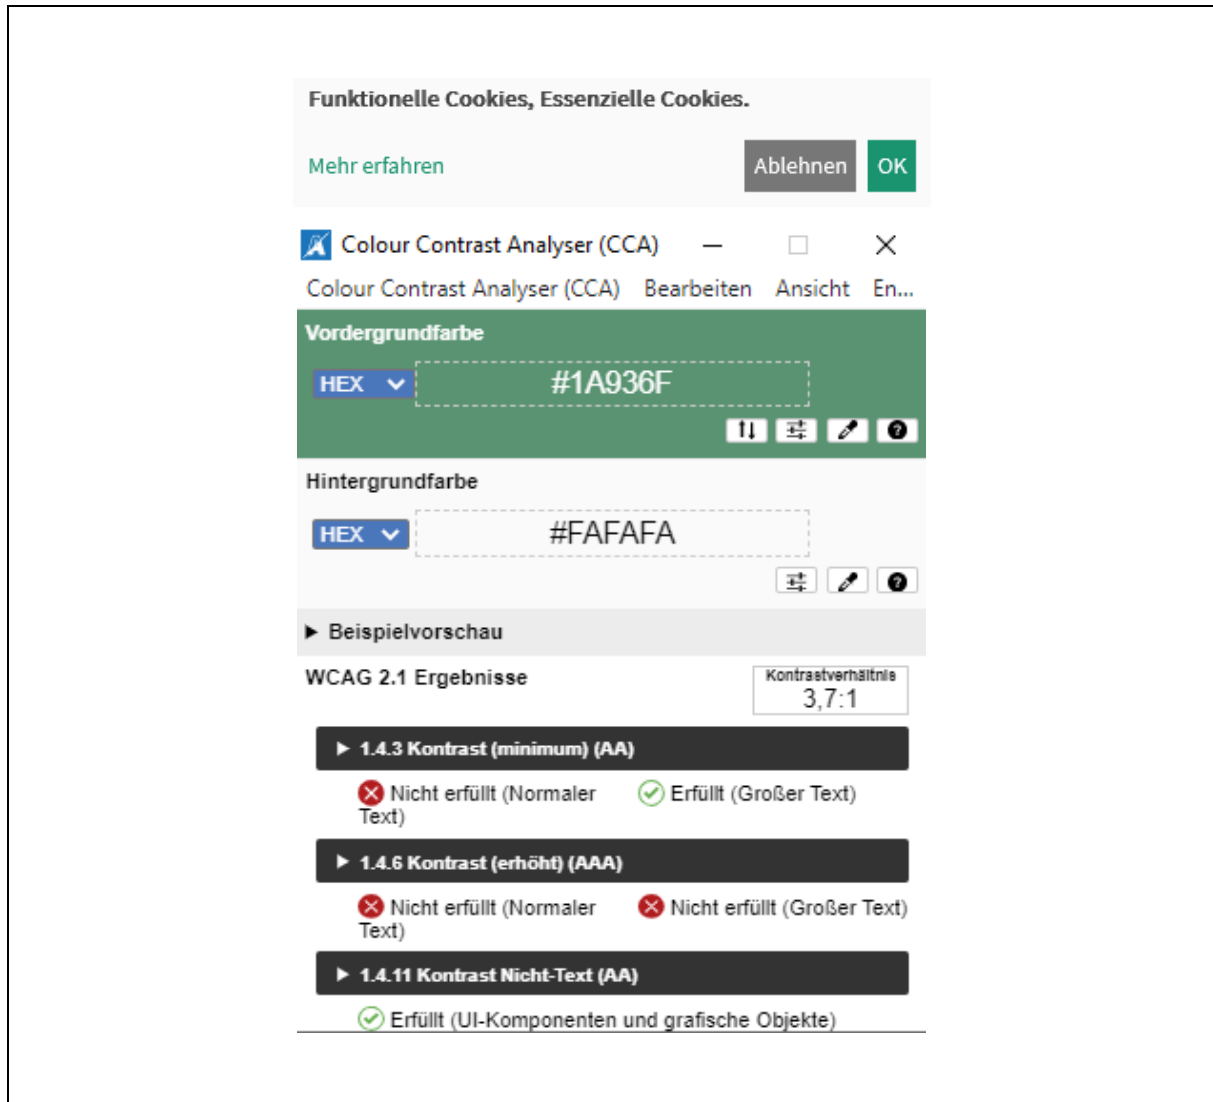 Funktionelle Cookies, Essenzielle Cookies.
Mehr erfahren Ablehnen OK
Colour Contrast Analyser (CCA)
Colour Contrast Analyser (CCA) Bearbeiten Ansicht En...
Vordergrundfarbe
HEX #1A936F
Hintergrundfarbe
HEX #FAFAFA
Beispielvorschau
WCAG 2.1 Ergebnisse Kontrastverhältnis
3,7:1
1.4.3 Kontrast (minimum) (AA)
Nicht erfüllt (Normaler Erfüllt (Großer Text)
Text)
1.4.6 Kontrast (erhöht) (AAA)
Nicht erfüllt (Normaler Nicht erfüllt (Großer Text)
Text)
1.4.11 Kontrast Nicht-Text (AA)
Erfüllt (UI-Komponenten und grafische Objekte)